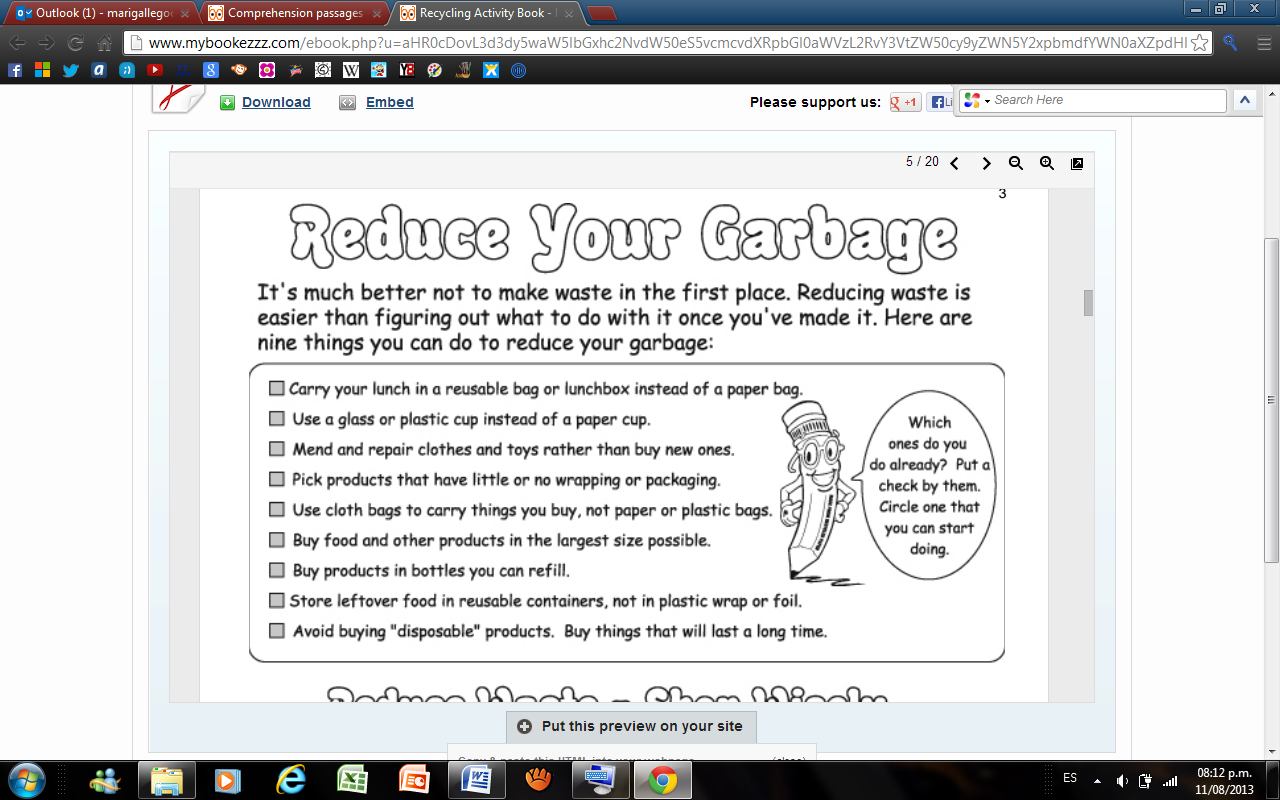 Outlook (1) - marigallego
Comprehension passages
Recycling Activity Book -
Download
Embed
Please support us:
+1
Li
Search Here
5 / 20
3
Reduce Your Garbage
It's much better not to make waste in the first place. Reducing waste is
easier than figuring out what to do with it once you've made it. Here are
nine things you can do to reduce your garbage:
Carry your lunch in a reusable bag or lunchbox instead of a paper bag.
Use a glass or plastic cup instead of a paper cup.
Mend and repair clothes and toys rather than buy new ones.
Pick products that have little or no wrapping or packaging.
Use cloth bags to carry things you buy, not paper or plastic bags.
Buy food and other products in the largest size possible.
Buy products in bottles you can refill.
Store leftover food in reusable containers, not in plastic wrap or foil.
Avoid buying "disposable" products. Buy things that will last a long time.
Which
ones do you
do already? Put a
check by them.
Circle one that
you can start
doing.
Reduce Waste - Shop Wisely
Put this preview on your site
ES
08:12 p.m.
11/08/2013